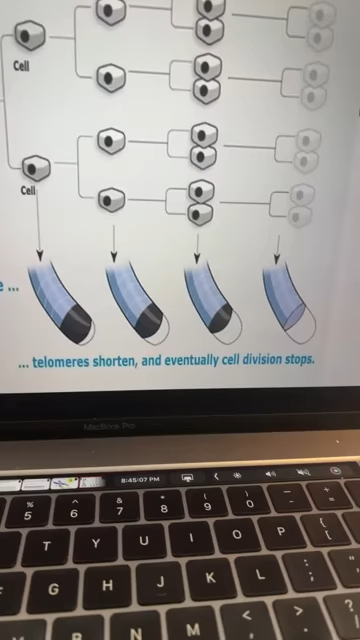 Cell
Cell
e ...
... telomeres shorten, and eventually cell division stops.
MacBook Pro
8:45:07 PM
% ^ & * ( ) _ +
5 6 7 8 9 0 - =
T Y U I O P { [
G H J K L : ; "
B N M < > ?